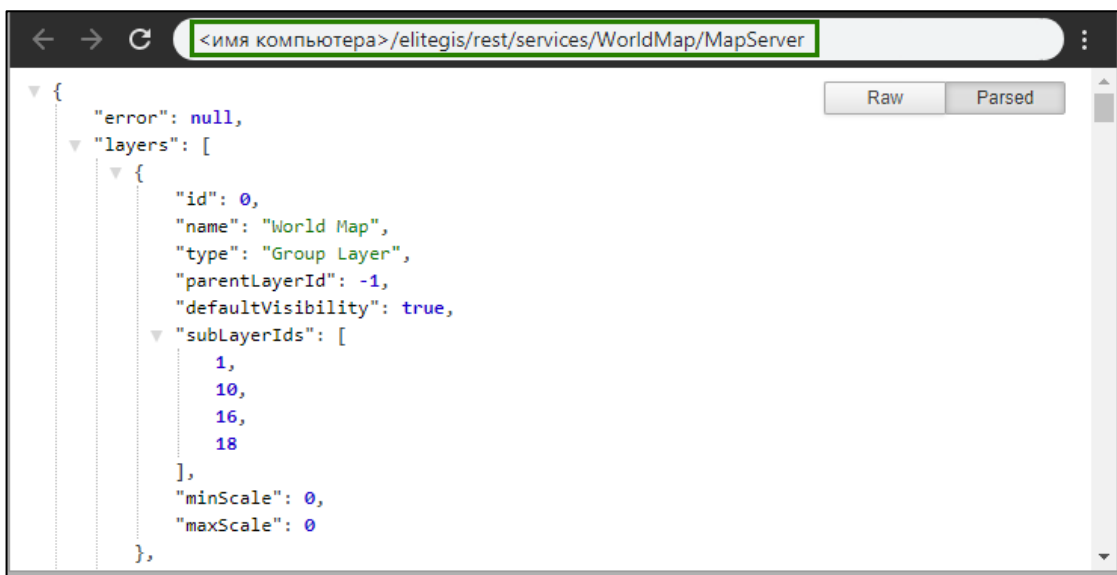 <имя компьютера>/elitegis/rest/services/WorldMap/MapServer
Raw Parsed
{
"error": null,
"layers": [
{
"id": 0,
"name": "World Map",
"type": "Group Layer",
"parentLayerId": -1,
"defaultVisibility": true,
"subLayerIds": [
1,
10,
16,
18
],
"minScale": 0,
"maxScale": 0
},